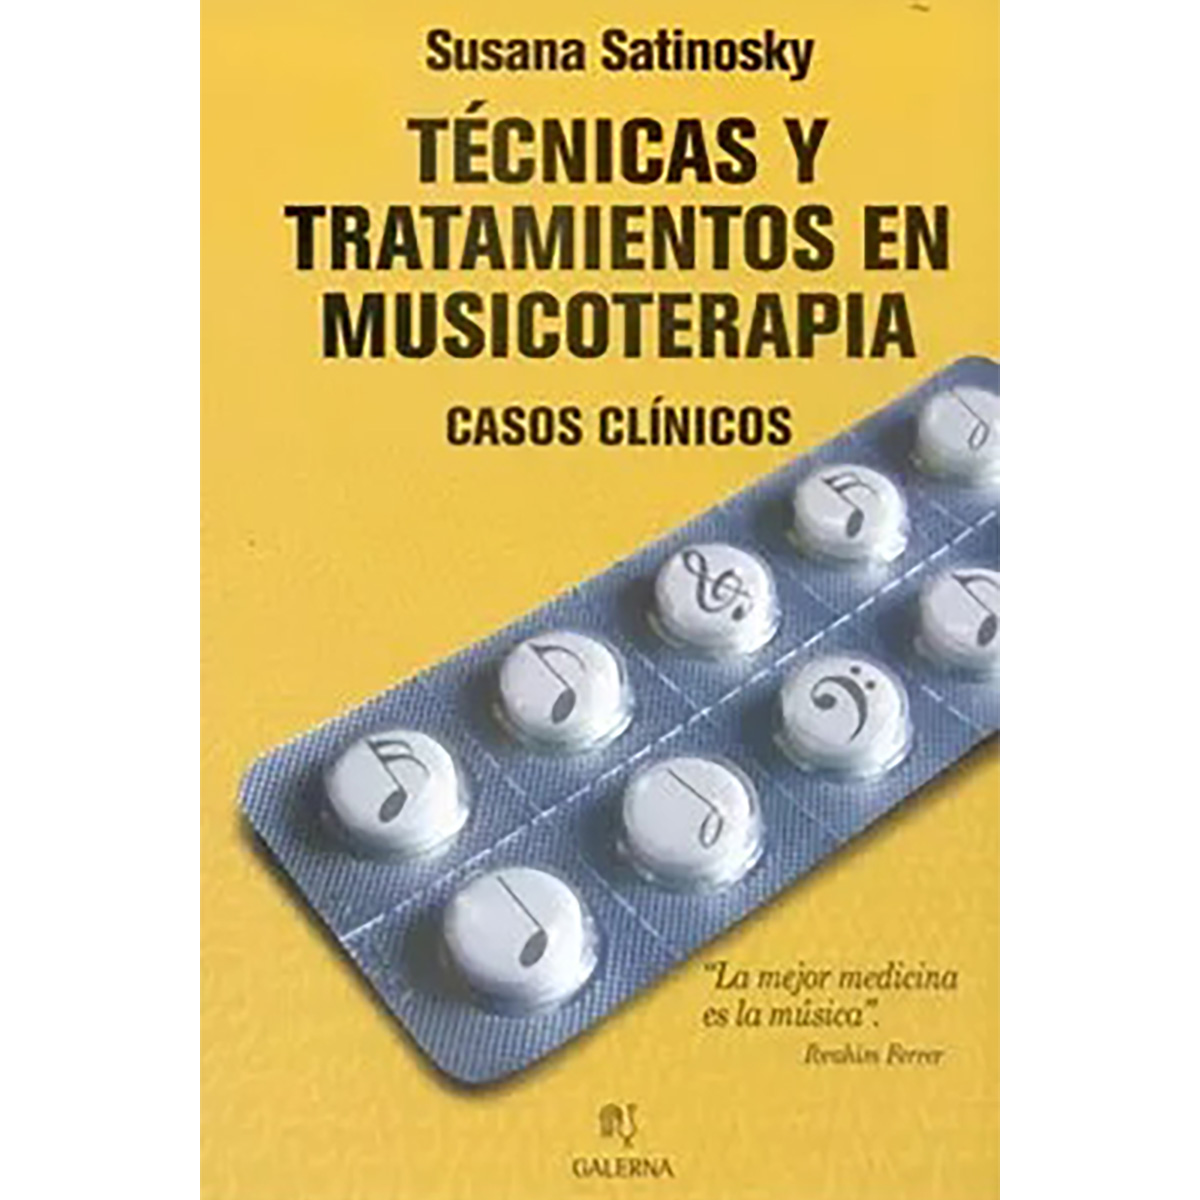 Susana Satinosky
TÉCNICAS Y
TRATAMIENTOS EN
MUSICOTERAPIA
CASOS CLÍNICOS
"La mejor medicina
es la música".
Ibrahim Ferrer
GALERNA